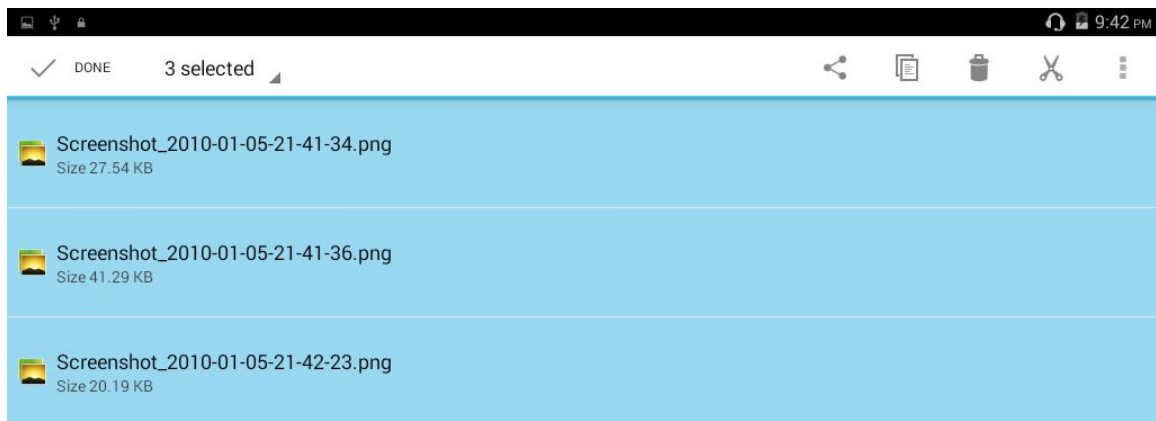 9:42 PM
DONE 3 selected
Screenshot_2010-01-05-21-41-34.png
Size 27.54 KB
Screenshot_2010-01-05-21-41-36.png
Size 41.29 KB
Screenshot_2010-01-05-21-42-23.png
Size 20.19 KB